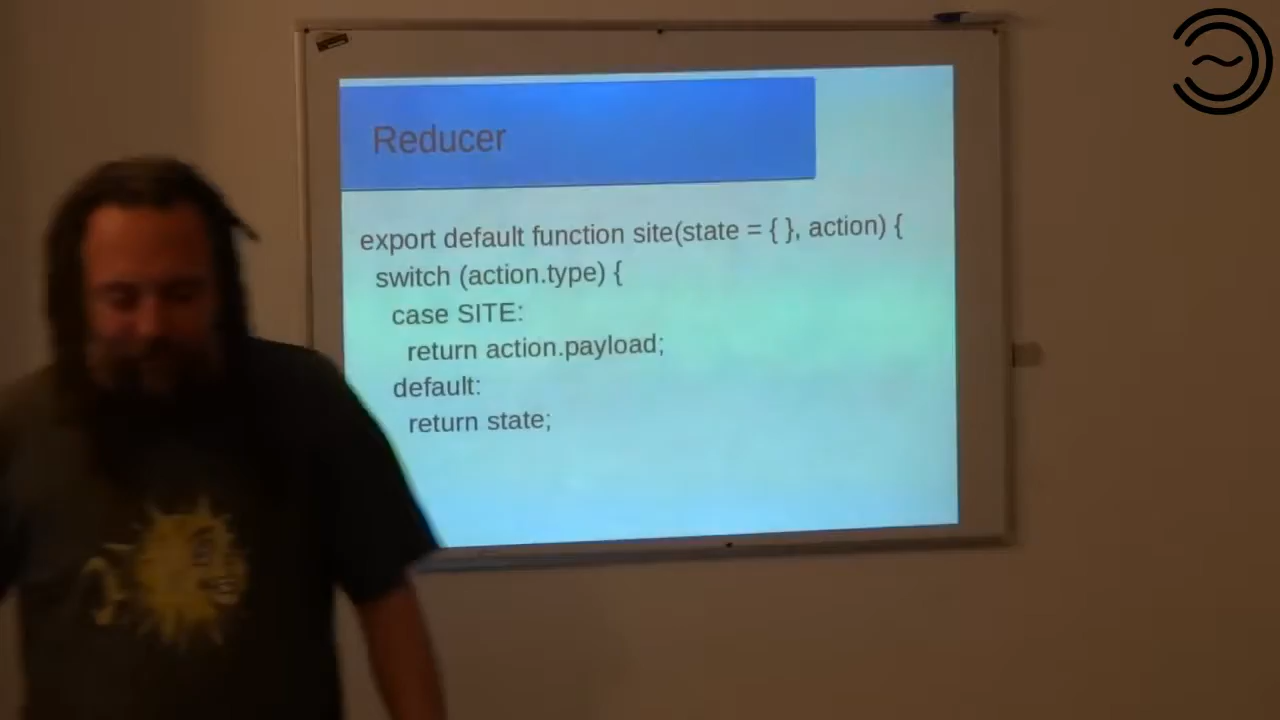 Reducer
export default function site(state = { }, action) {
switch (action.type) {
case SITE:
return action.payload;
default:
return state;